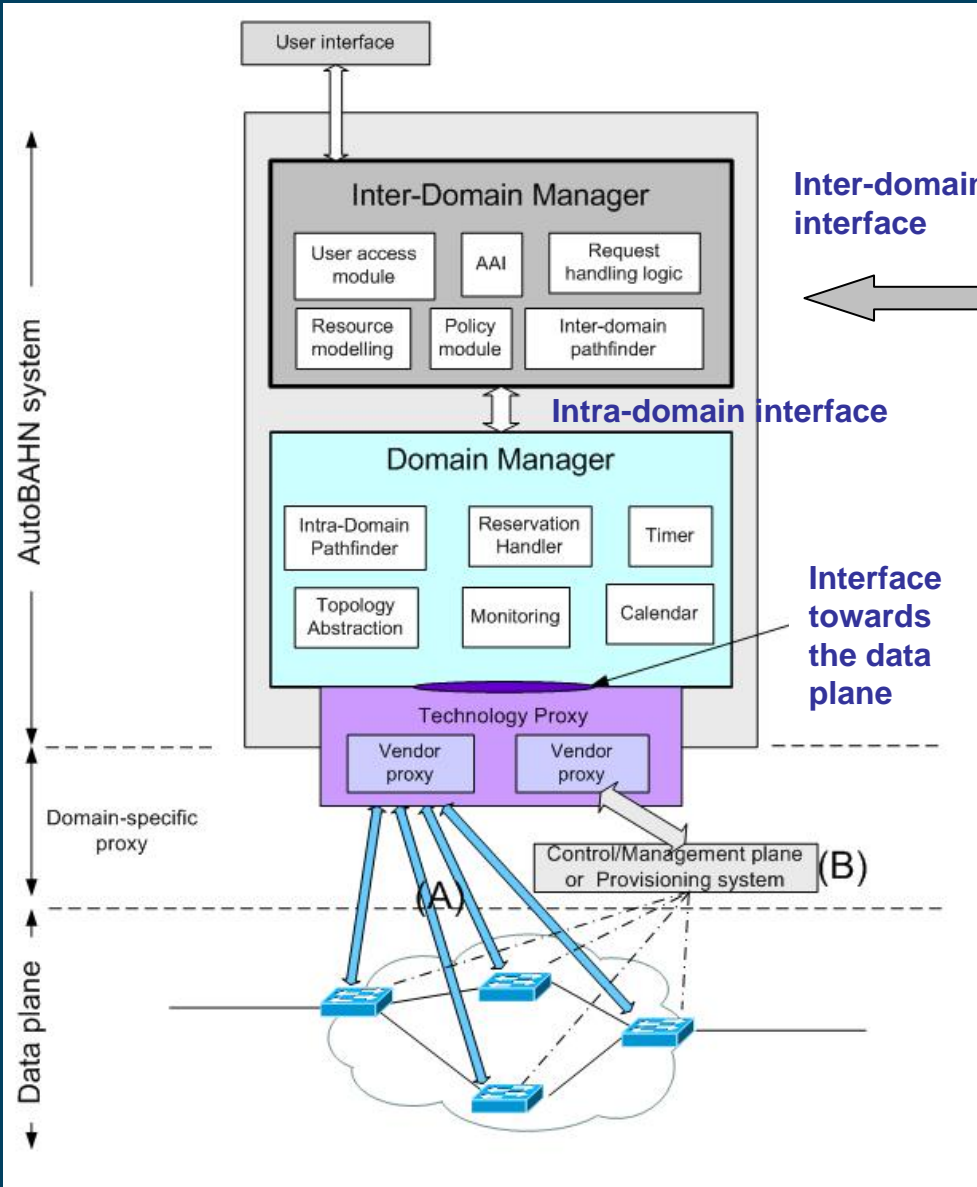 User interface
AutoBAHN system
Inter-Domain Manager
User access
module
AAI
Request
handling logic
Resource
modelling
Policy
module
Inter-domain
pathfinder
Inter-domain
interface
Intra-domain interface
Domain Manager
Intra-Domain
Pathfinder
Reservation
Handler
Timer
Topology
Abstraction
Monitoring
Calendar
Interface
towards
the data
plane
Technology Proxy
Vendor
proxy
Vendor
proxy
Domain-specific
proxy
Control/Management plane
or Provisioning system
(B)
(A)
Data plane